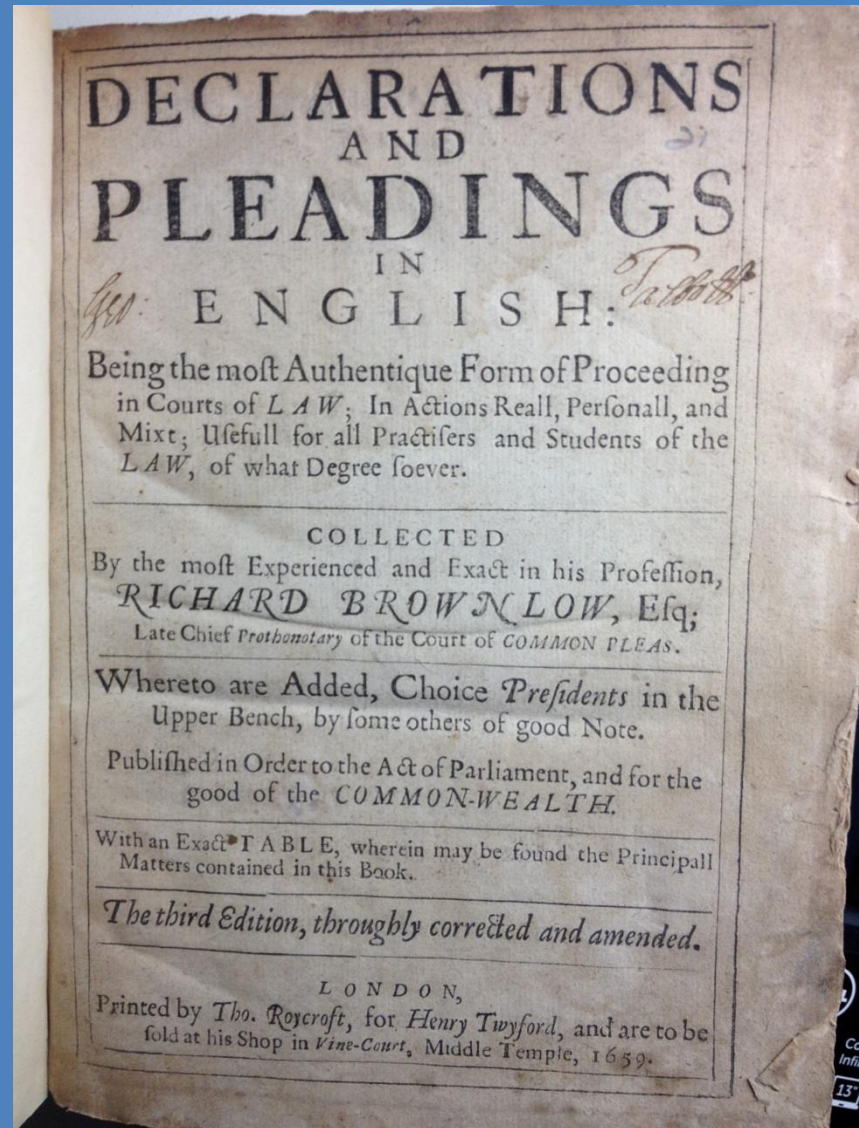 DECLARATIONS
AND
PLEADINGS
IN
Geo: Talbott.
ENGLISH:
Being the moſt Authentique Form of Proceeding
in Courts of LAW; In Actions Reall, Perſonall, and
Mixt; Uſefull for all Practiſers and Students of the
LAW, of what Degree ſoever.
COLLECTED
By the moſt Experienced and Exact in his Profeſſion,
RICHARD BROWNLOW, Eſq;
Late Chief Prothonotary of the Court of COMMON PLEAS.
Whereto are Added, Choice Preſidents in the
Upper Bench, by ſome others of good Note.
Publiſhed in Order to the Act of Parliament, and for the
good of the COMMON-WEALTH.
With an Exact TABLE, wherein may be found the Principall
Matters contained in this Book.
The third Edition, throughly corrected and amended.
LONDON,
Printed by Tho. Roycroft, for Henry Twyford, and are to be
ſold at his Shop in Vine-Court, Middle Temple, 1659.
13"